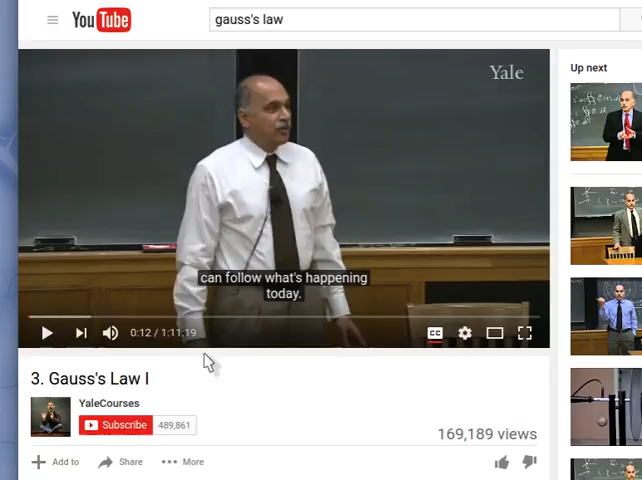 YouTube
gauss's law
Yale
Up next
can follow what's happening
today.
0:12 / 1:11:19
CC
3. Gauss's Law I
YaleCourses
Subscribe 489,861
169,189 views
Add to Share More